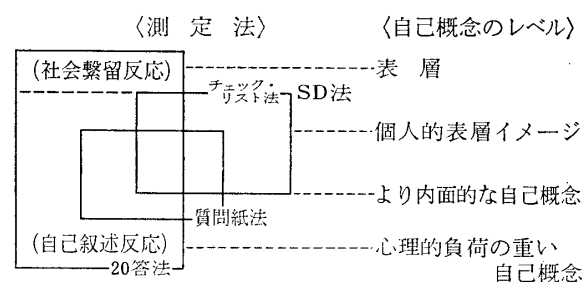 〈測 定 法〉 〈自己概念のレベル〉
(社会繋留反応) 表 層
チェック・
リスト法 SD法
個人的表層イメージ
より内面的な自己概念
質問紙法
(自己叙述反応) 心理的負荷の重い
20答法 自己概念